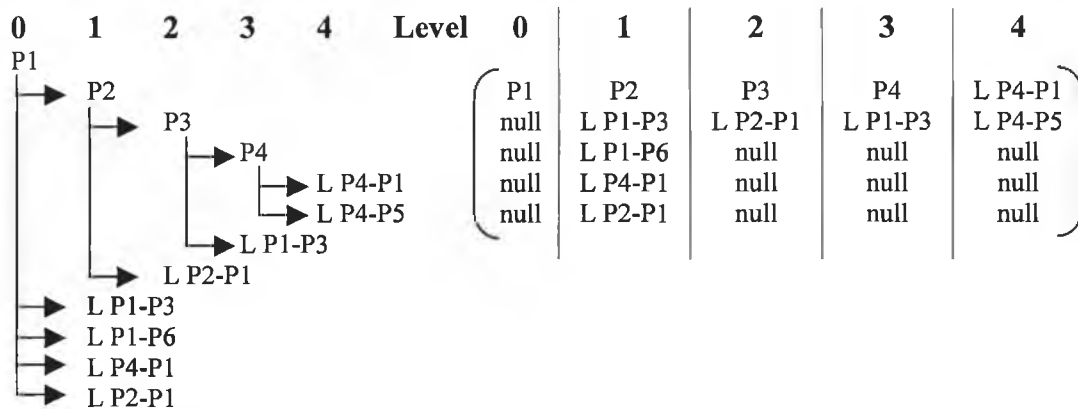 0 1 2 3 4 Level 0 1 2 3 4
P1
P2
P3
P4
L P4-P1
L P4-P5
L P1-P3
L P2-P1
L P1-P3
L P1-P6
L P4-P1
L P2-P1
P1 P2 P3 P4 L P4-P1
null L P1-P3 L P2-P1 L P1-P3 L P4-P5
null L P1-P6 null null null
null L P4-P1 null null null
null L P2-P1 null null null